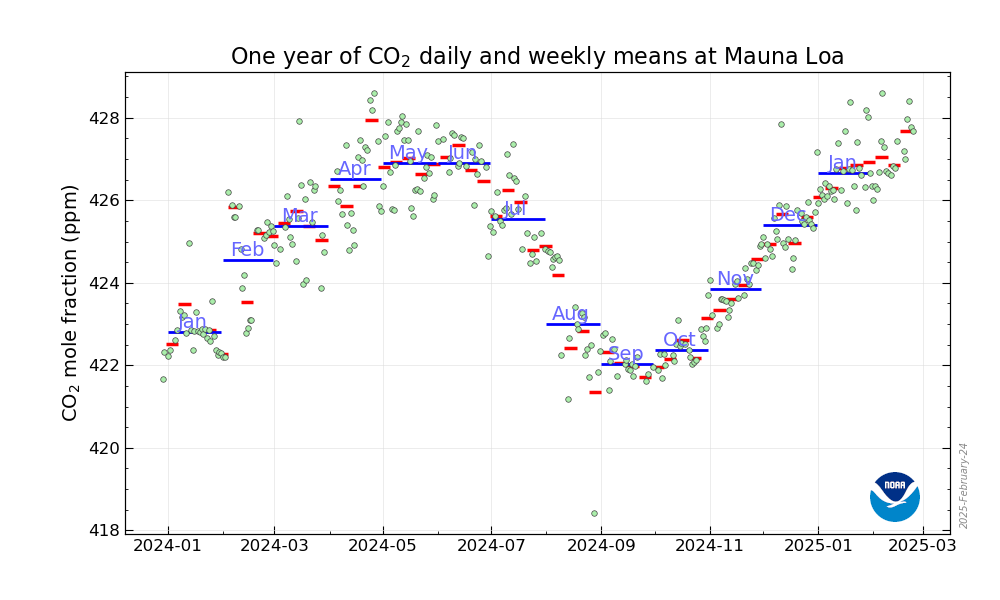 One year of CO₂ daily and weekly means at Mauna Loa
CO₂ mole fraction (ppm)
428
426
424
422
420
418
Jan
Feb
Mar
Apr
May
Jun
Jul
Aug
Sep
Oct
Nov
Dec
Jan
NOAA
2025-February-24
2024-01 2024-03 2024-05 2024-07 2024-09 2024-11 2025-01 2025-03